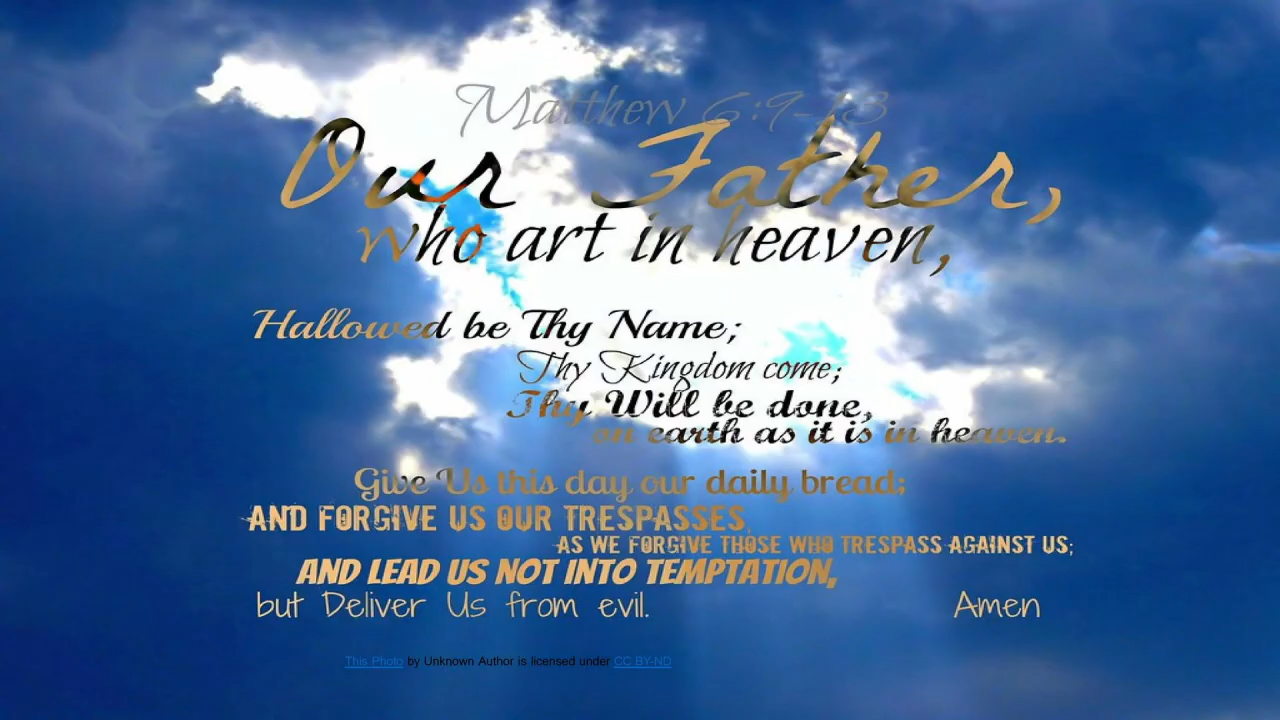 Matthew 6:9-13
Our Father,
who art in heaven,
Hallowed be Thy Name;
Thy Kingdom come;
Thy Will be done,
on earth as it is in heaven.
Give Us this day our daily bread;
AND FORGIVE US OUR TRESPASSES,
AS WE FORGIVE THOSE WHO TRESPASS AGAINST US;
AND LEAD US NOT INTO TEMPTATION,
but Deliver Us from evil. Amen
This Photo by Unknown Author is licensed under CC BY-ND